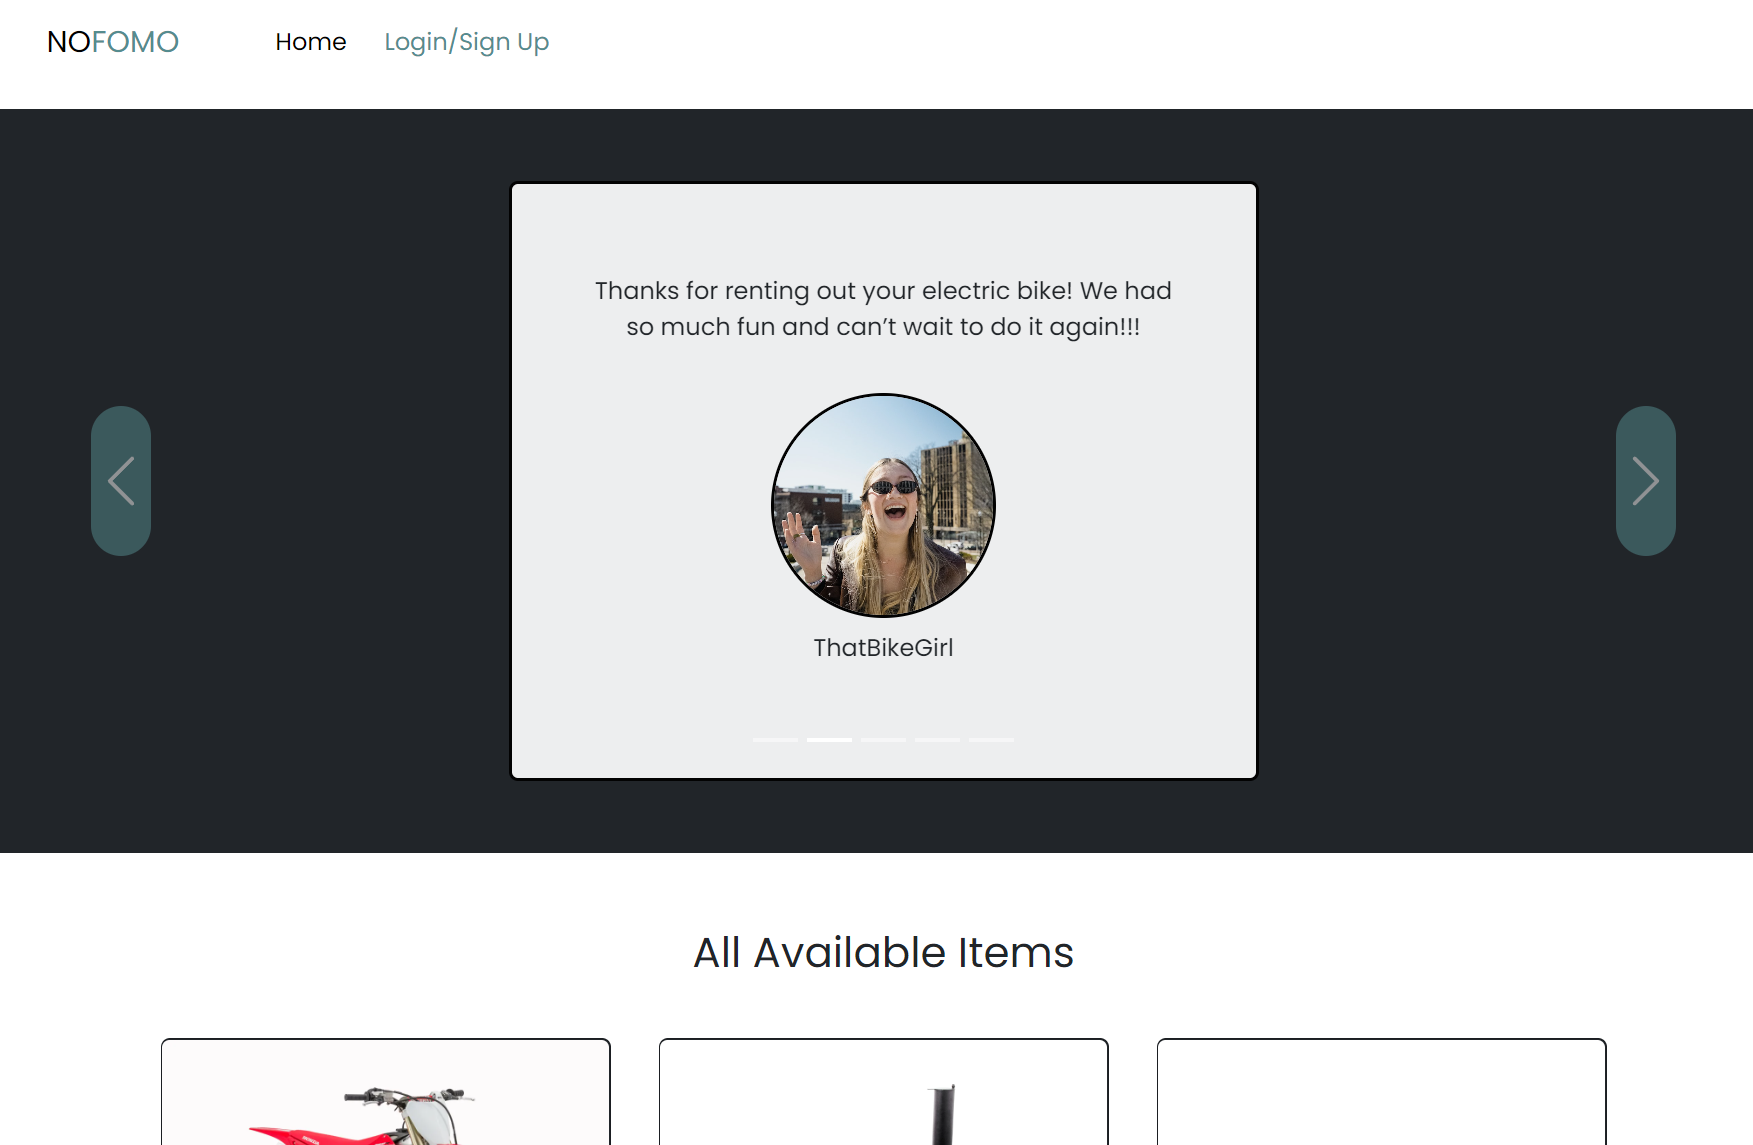 NOFOMO
Home
Login/Sign Up
Thanks for renting out your electric bike! We had
so much fun and can’t wait to do it again!!!
ThatBikeGirl
All Available Items